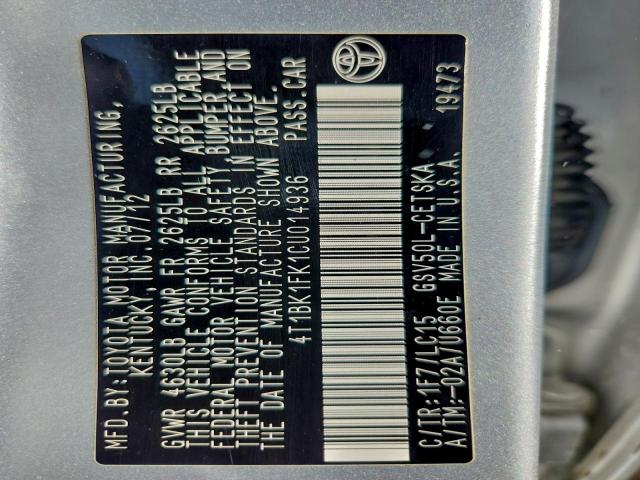 MFD. BY: TOYOTA MOTOR MANUFACTURING,
KENTUCKY, INC. 07/12
GVWR 4630LB GAWR FR 2625LB RR 2625LB
THIS VEHICLE CONFORMS TO ALL APPLICABLE
FEDERAL MOTOR VEHICLE SAFETY, BUMPER, AND
THEFT PREVENTION STANDARDS IN EFFECT ON
THE DATE OF MANUFACTURE SHOWN ABOVE.
4T1BK1FK1CU014936 PASS.CAR
C/TR:1F7/LC15 GSV50L-CETSKA
A/TM:-02A/U660E MADE IN U.S.A. 19473